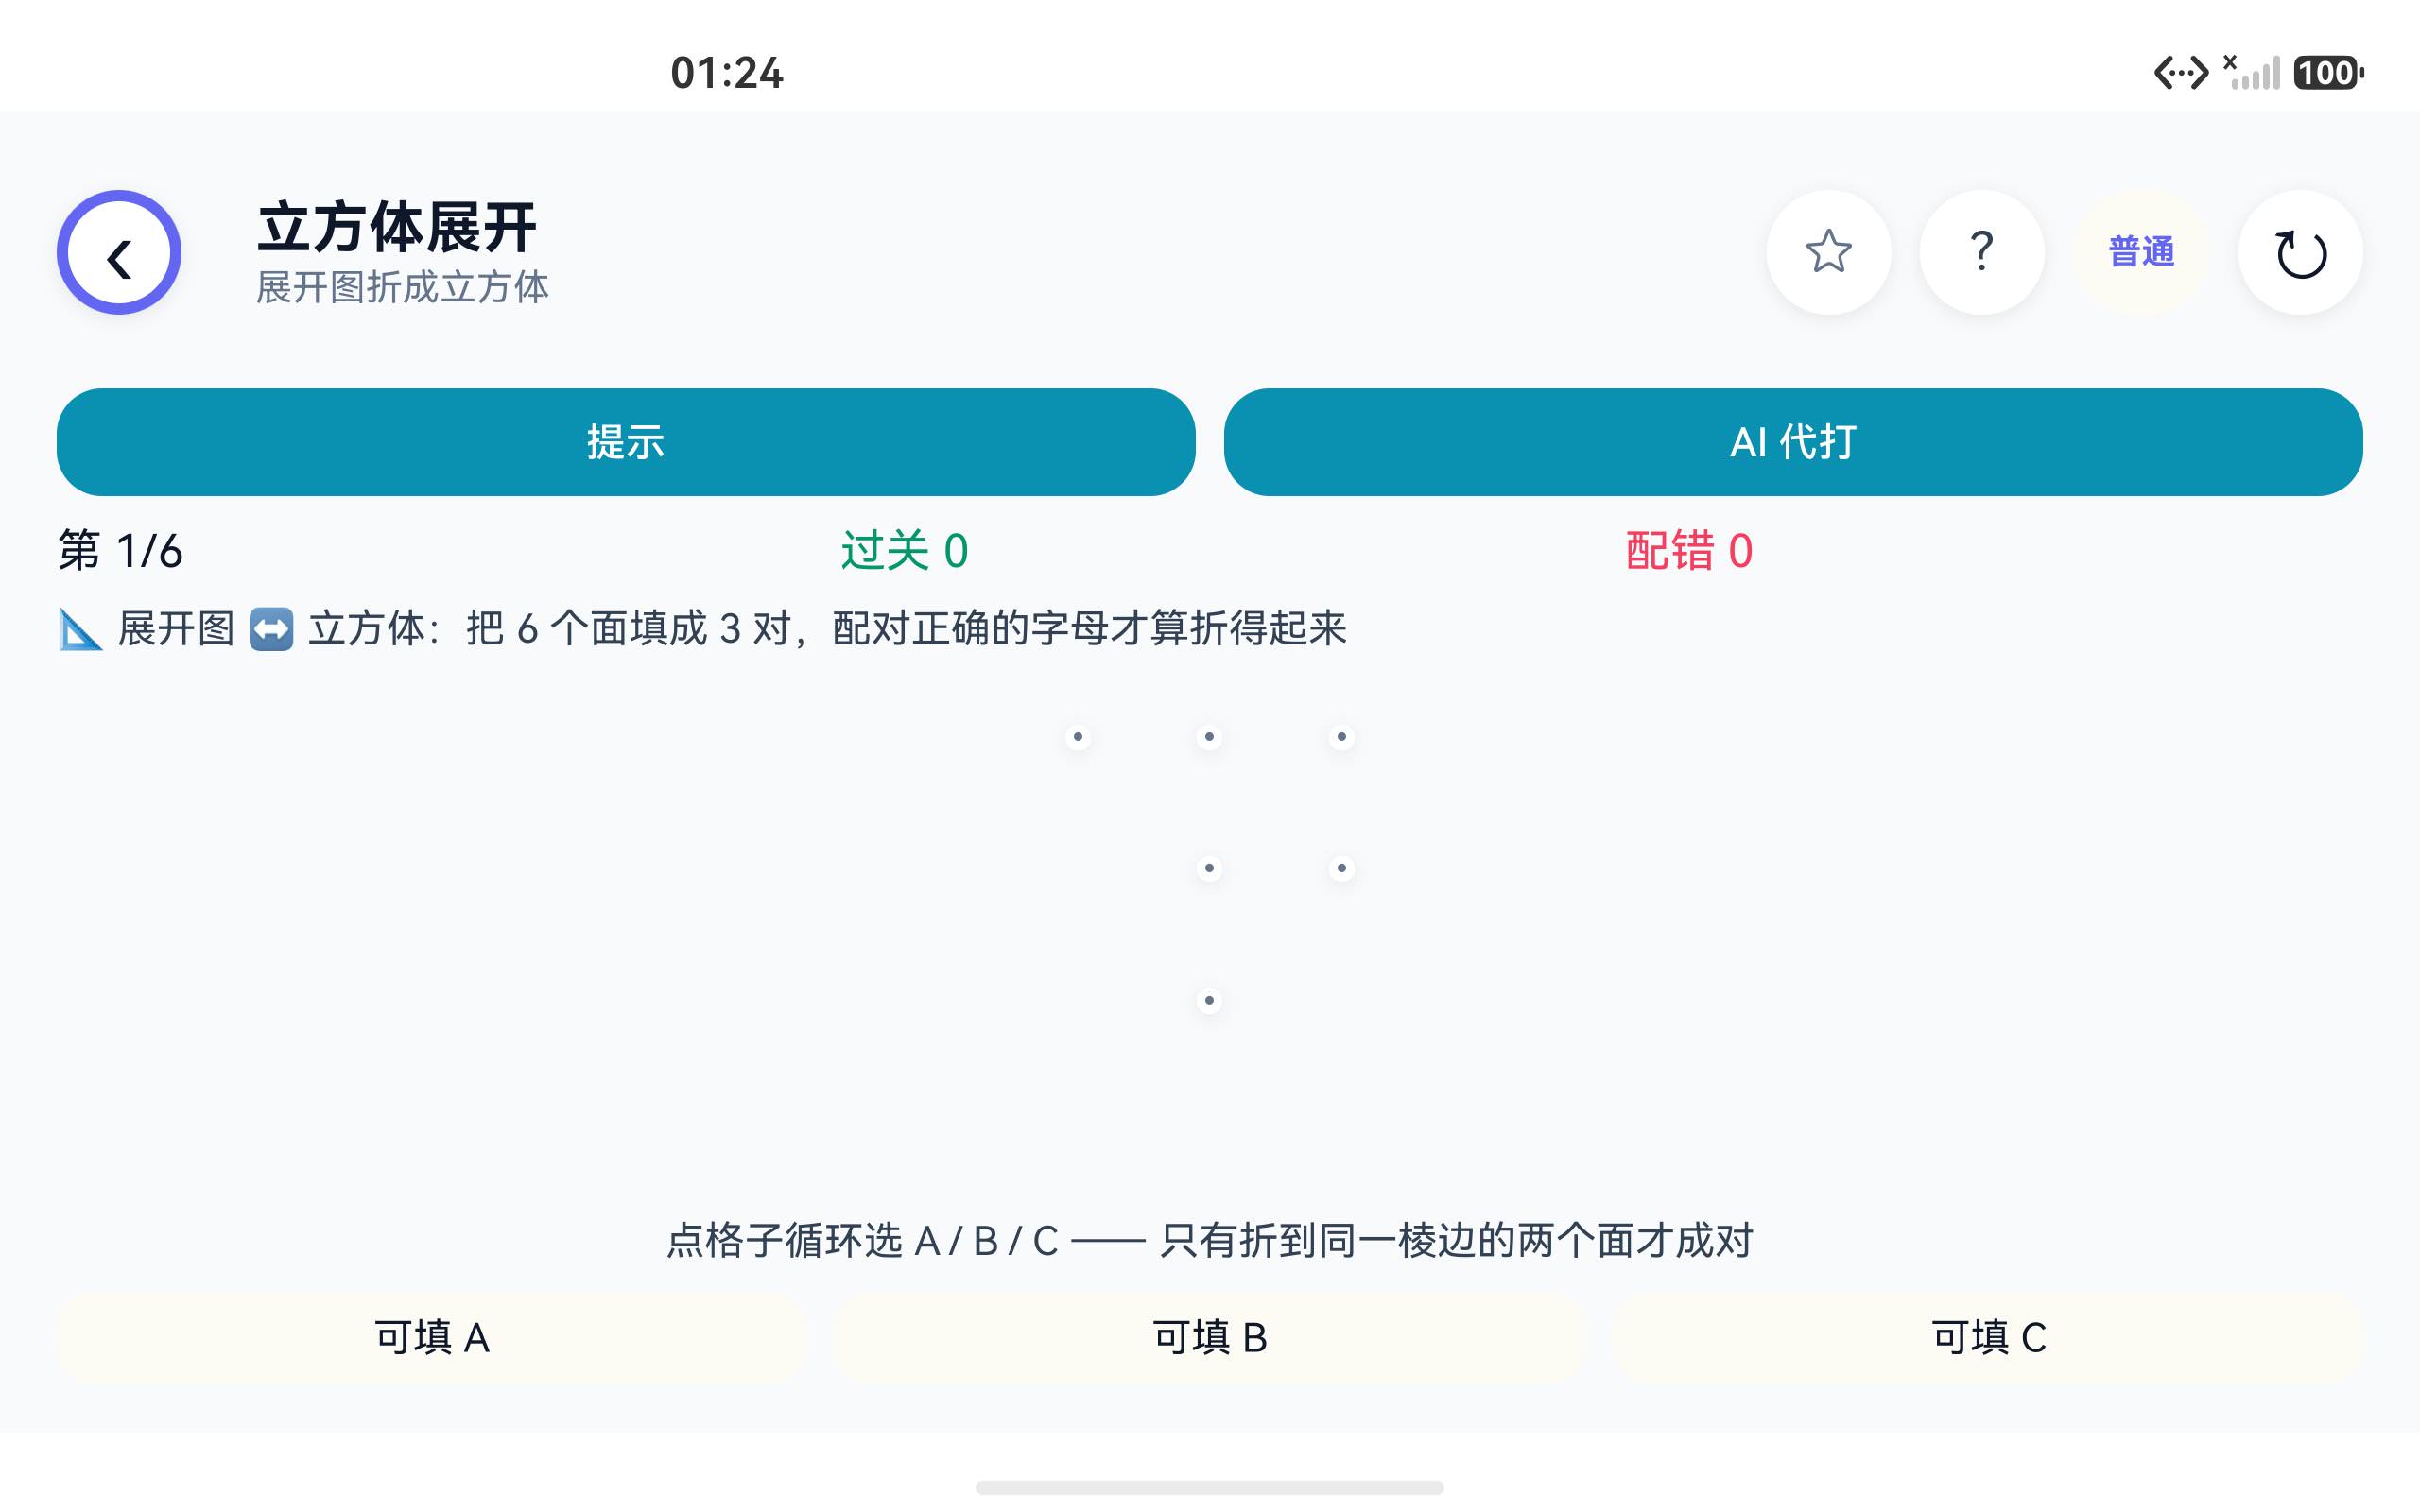 01:24
100
立方体展开
展开图折成立方体
?
普通
提示
AI 代打
第 1/6
过关 0
配错 0
展开图 ↔ 立方体：把 6 个面填成 3 对，配对正确的字母才算折得起来
点格子循环选 A / B / C —— 只有折到同一棱边的两个面才成对
可填 A
可填 B
可填 C